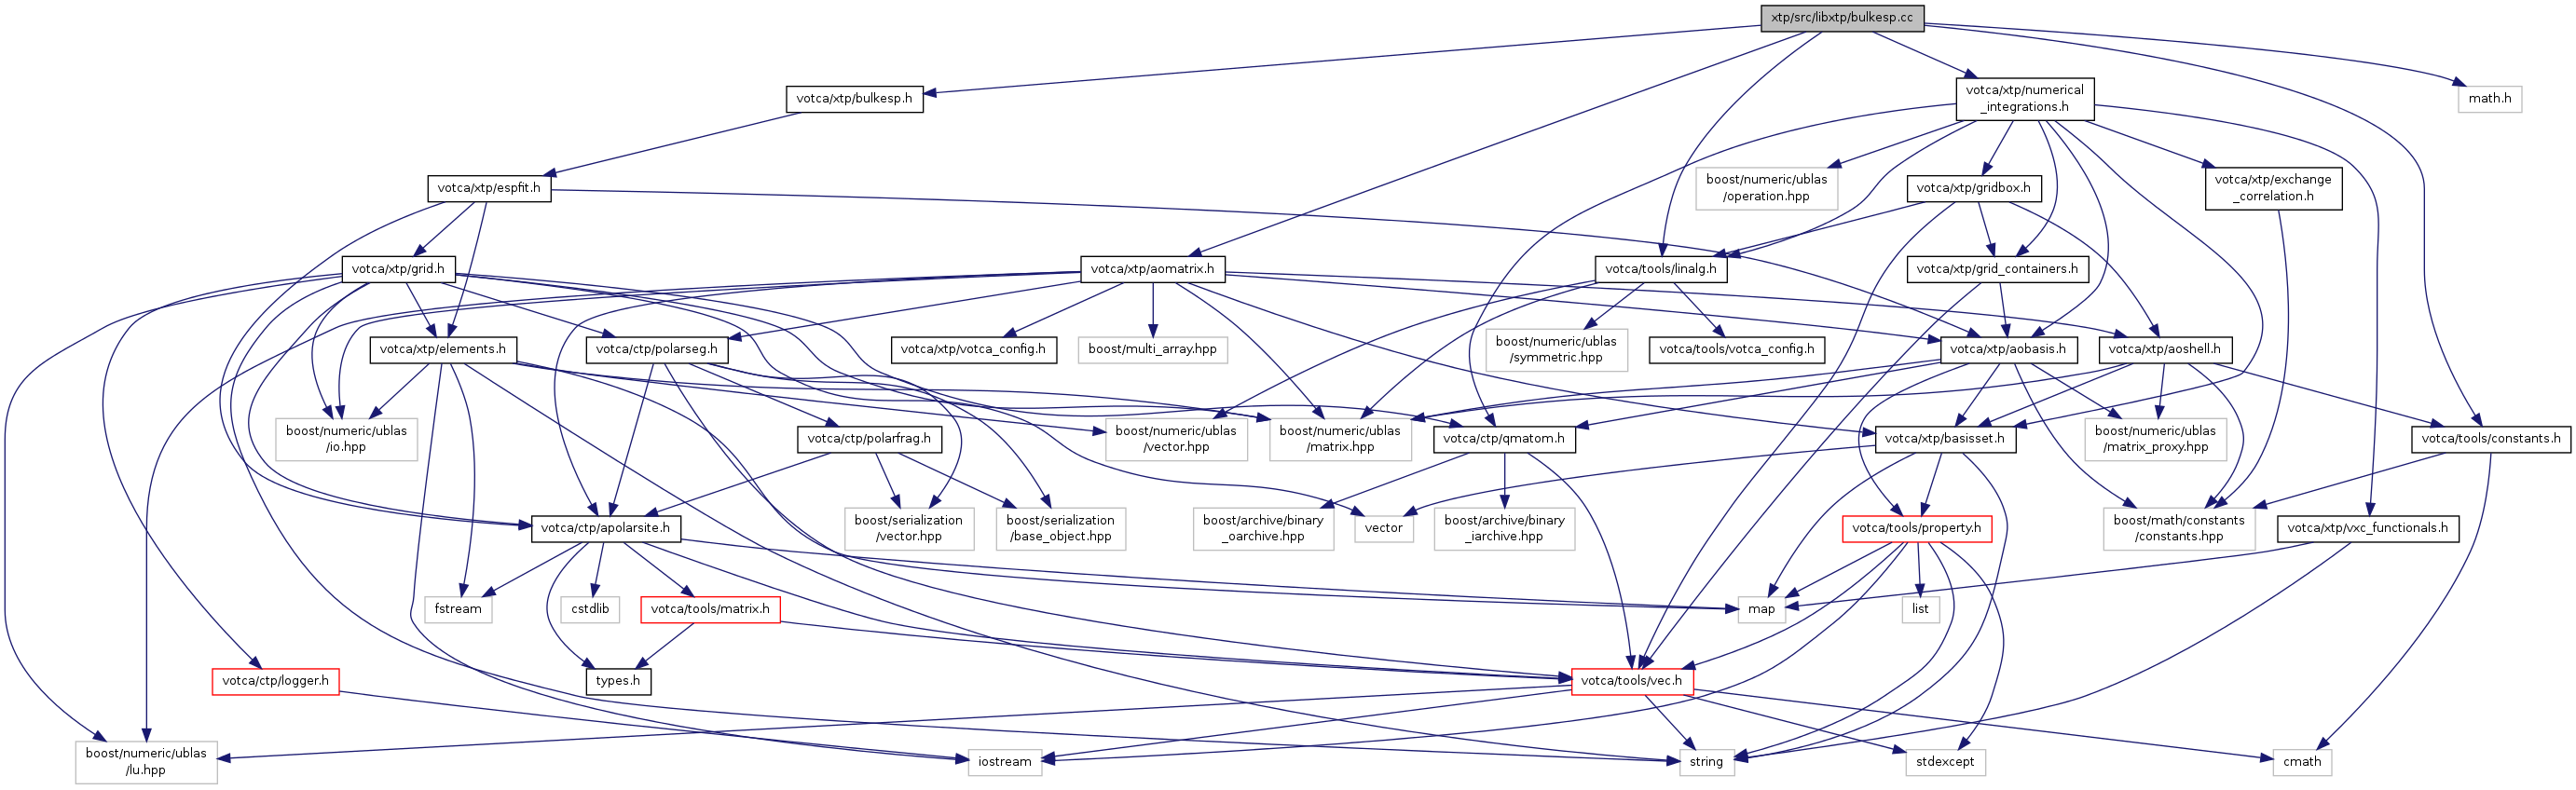 xtp/src/libxtp/bulkesp.cc
votca/xtp/bulkesp.h
votca/xtp/numerical
_integrations.h
math.h
votca/xtp/espfit.h
boost/numeric/ublas
/operation.hpp
votca/xtp/gridbox.h
votca/xtp/exchange
_correlation.h
votca/xtp/grid.h
votca/xtp/aomatrix.h
votca/tools/linalg.h
votca/xtp/grid_containers.h
votca/xtp/elements.h
votca/ctp/polarseg.h
votca/xtp/votca_config.h
boost/multi_array.hpp
boost/numeric/ublas
/symmetric.hpp
votca/tools/votca_config.h
votca/xtp/aobasis.h
votca/xtp/aoshell.h
boost/numeric/ublas
/io.hpp
votca/ctp/polarfrag.h
boost/numeric/ublas
/vector.hpp
boost/numeric/ublas
/matrix.hpp
votca/ctp/qmatom.h
votca/xtp/basisset.h
boost/numeric/ublas
/matrix_proxy.hpp
votca/tools/constants.h
votca/ctp/apolarsite.h
boost/serialization
/vector.hpp
boost/serialization
/base_object.hpp
boost/archive/binary
_oarchive.hpp
vector
boost/archive/binary
_iarchive.hpp
votca/tools/property.h
boost/math/constants
/constants.hpp
votca/xtp/vxc_functionals.h
fstream
cstdlib
votca/tools/matrix.h
map
list
votca/ctp/logger.h
types.h
votca/tools/vec.h
boost/numeric/ublas
/lu.hpp
iostream
string
stdexcept
cmath